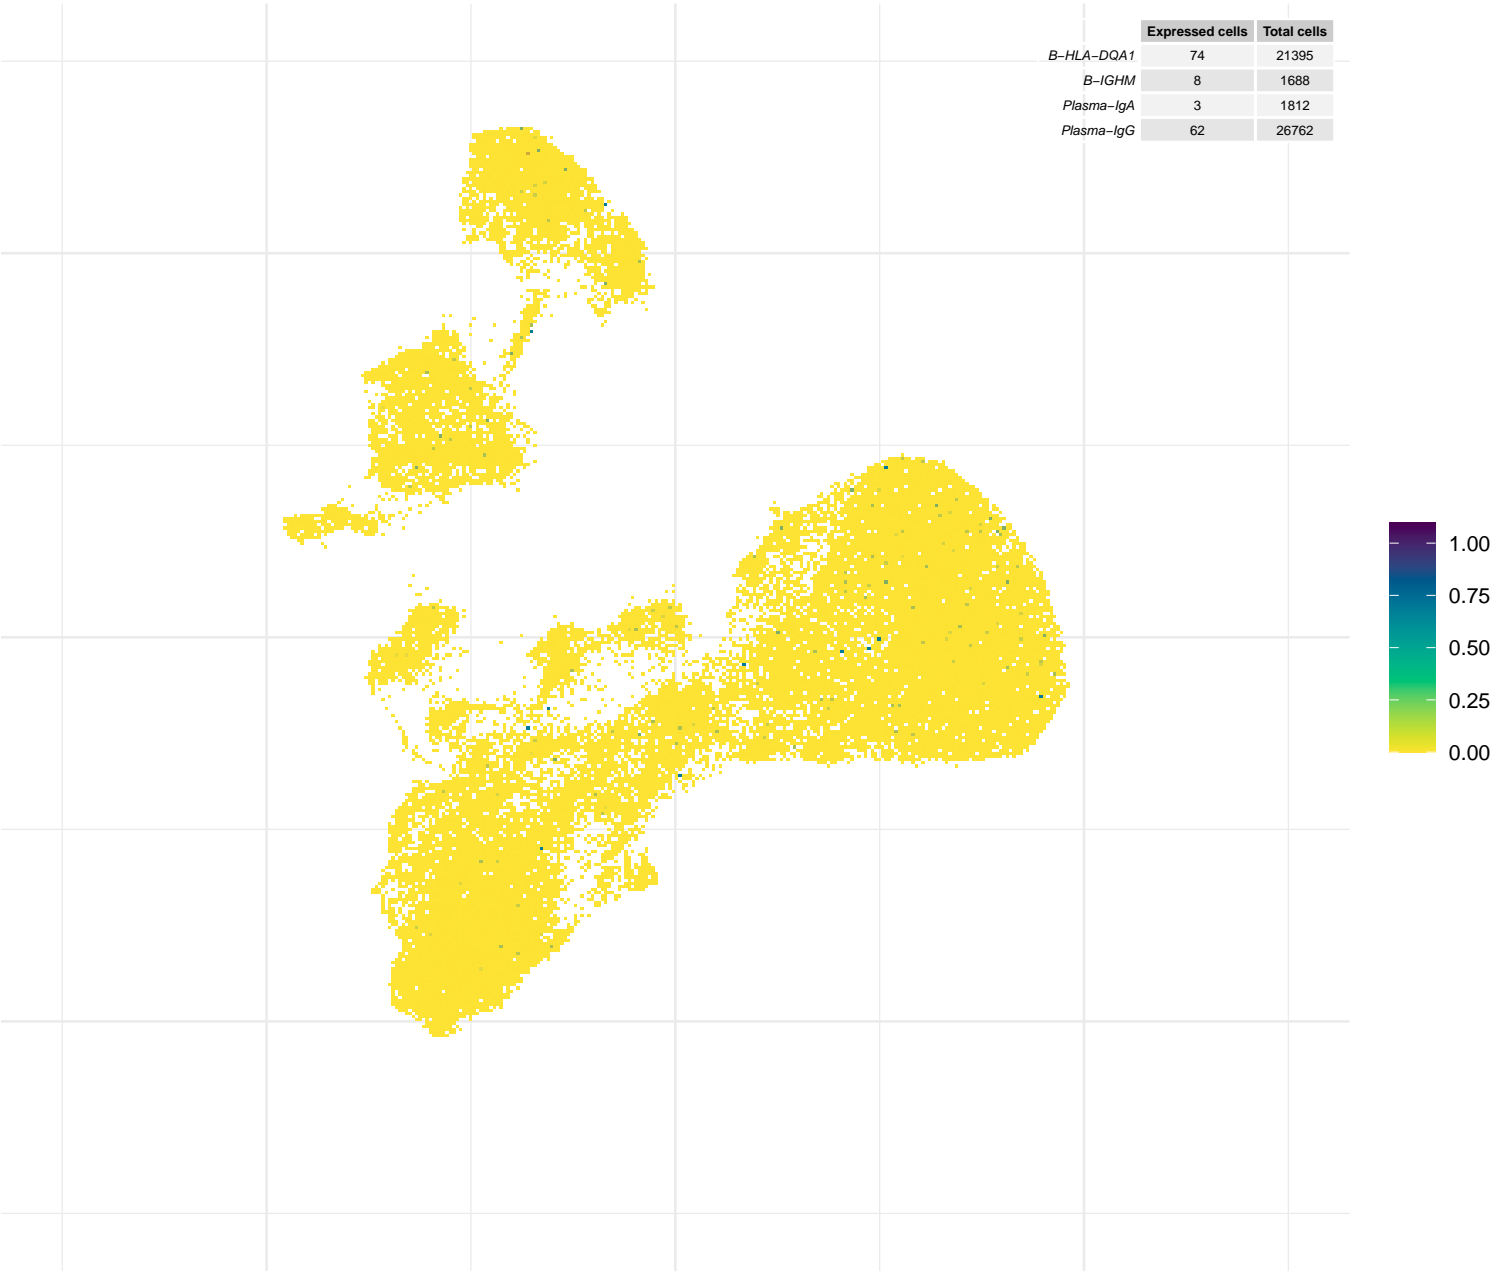 Expressed cells Total cells
B−HLA−DQA1 74 21395
B−IGHM 8 1688
Plasma−IgA 3 1812
Plasma−IgG 62 26762
1.00
0.75
0.50
0.25
0.00